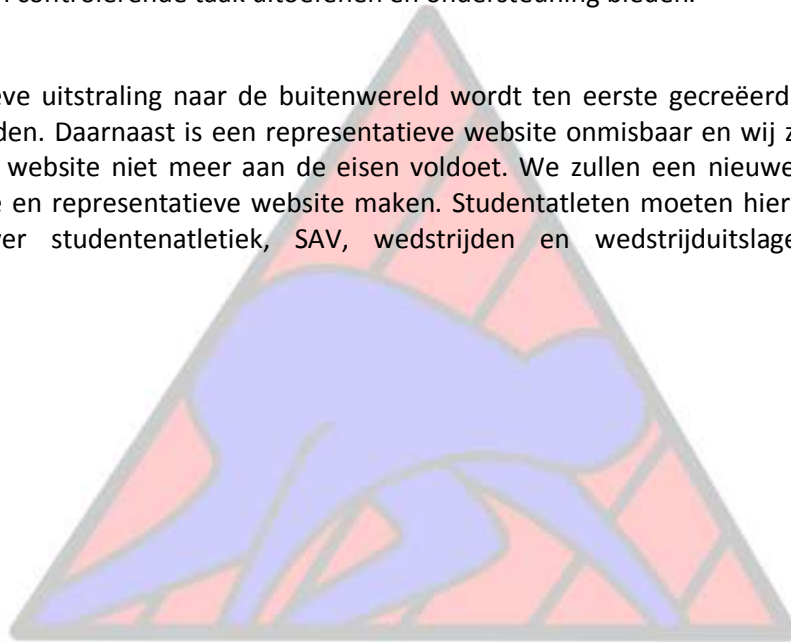 controlerende taak uitoefenen en ondersteuning bieden.
eve uitstraling naar de buitenwereld wordt ten eerste gecreëerd
den. Daarnaast is een representatieve website onmisbaar en wij z
website niet meer aan de eisen voldoet. We zullen een nieuwe
e en representatieve website maken. Studentatleten moeten hier
ver studentenatletiek, SAV, wedstrijden en wedstrijduitslage